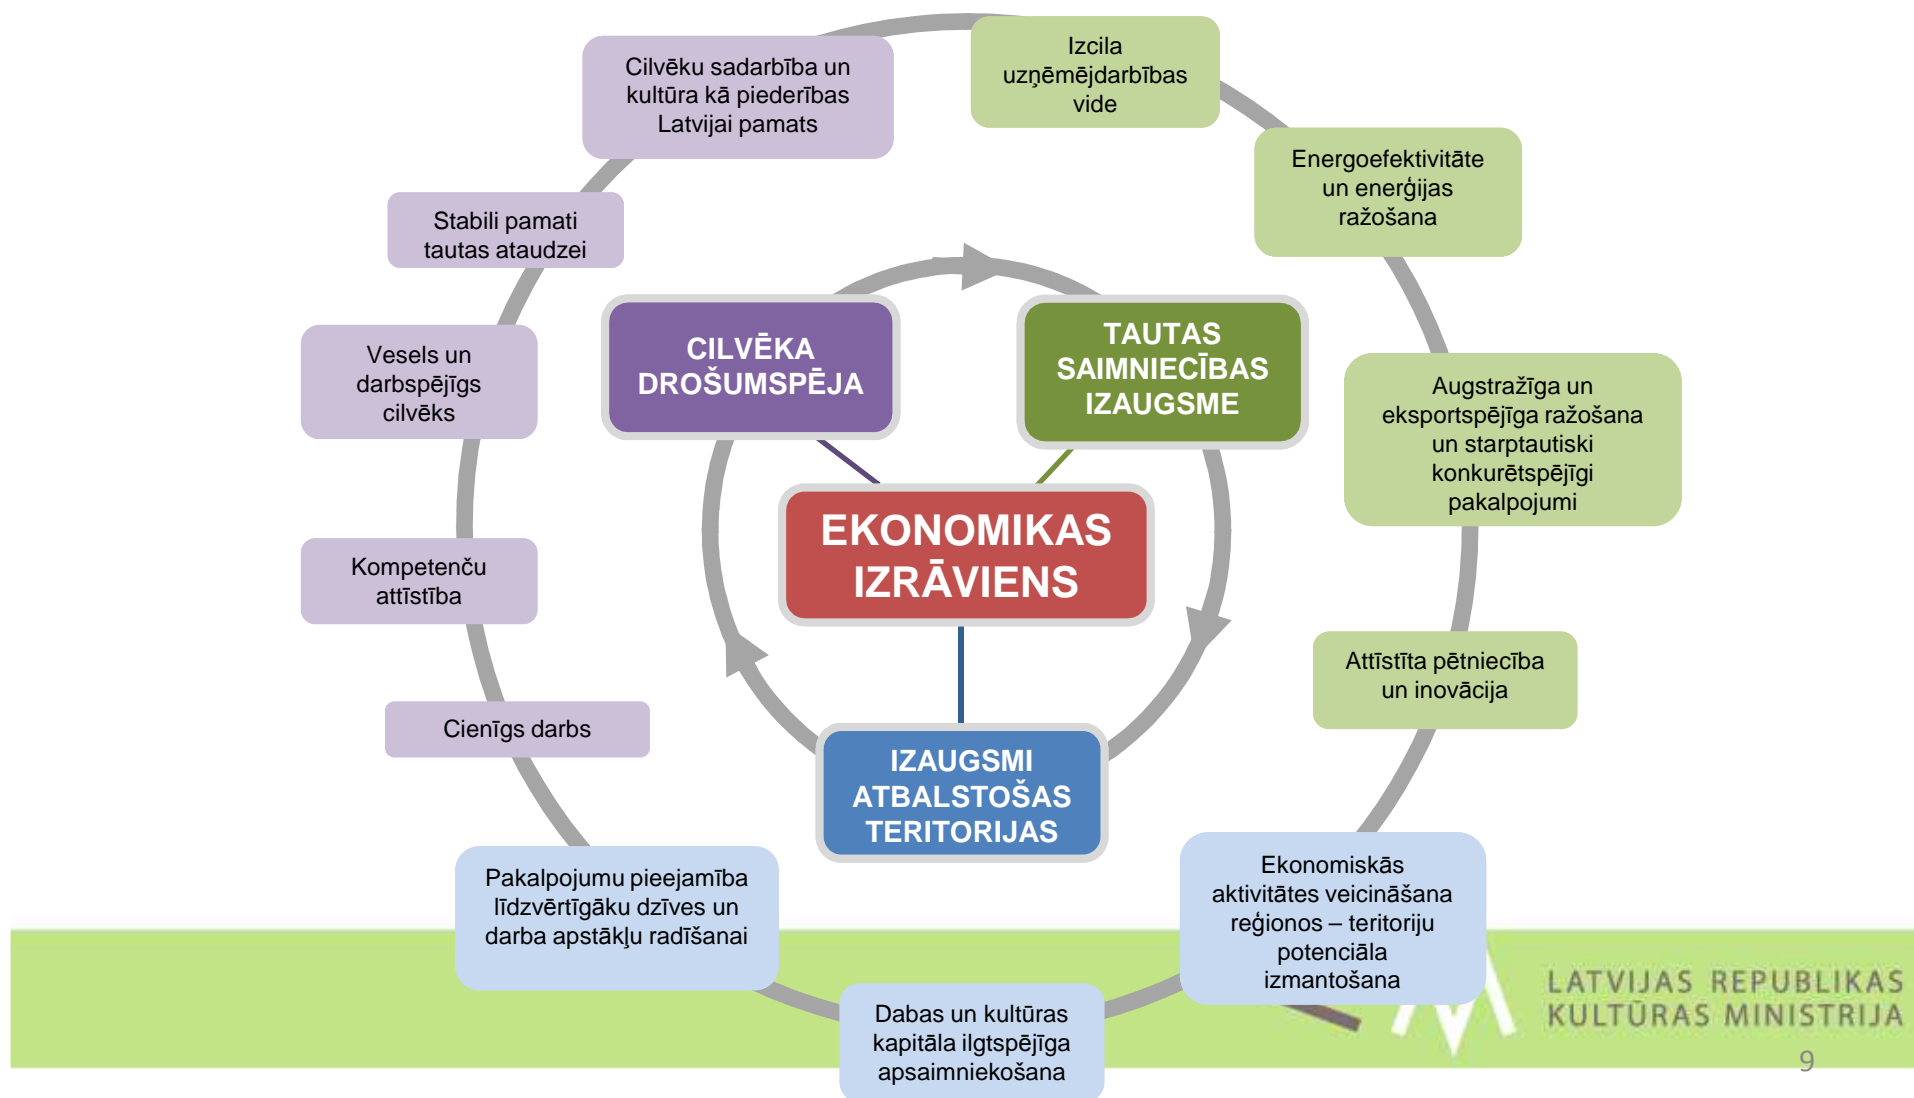 Cilvēku sadarbība un
kultūra kā piederības
Latvijai pamats
Izcila
uzņēmējdarbības
vide
Energoefektivitāte
un enerģijas
ražošana
Stabili pamati
tautas ataudzei
CILVĒKA
DROŠUMSPĒJA
TAUTAS
SAIMNIECĪBAS
IZAUGSME
Vesels un
darbspējīgs
cilvēks
Augstražīga un
eksportspējīga ražošana
un starptautiski
konkurētspējīgi
pakalpojumi
EKONOMIKAS
IZRĀVIENS
Kompetenču
attīstība
Attīstīta pētniecība
un inovācija
Cienīgs darbs
IZAUGSMI
ATBALSTOŠAS
TERITORIJAS
Pakalpojumu pieejamība
līdzvērtīgāku dzīves un
darba apstākļu radīšanai
Ekonomiskās
aktivitātes veicināšana
reģionos – teritoriju
potenciāla
izmantošana
Dabas un kultūras
kapitāla ilgtspējīga
apsaimniekošana
LATVIJAS REPUBLIKAS
KULTŪRAS MINISTRIJA
9